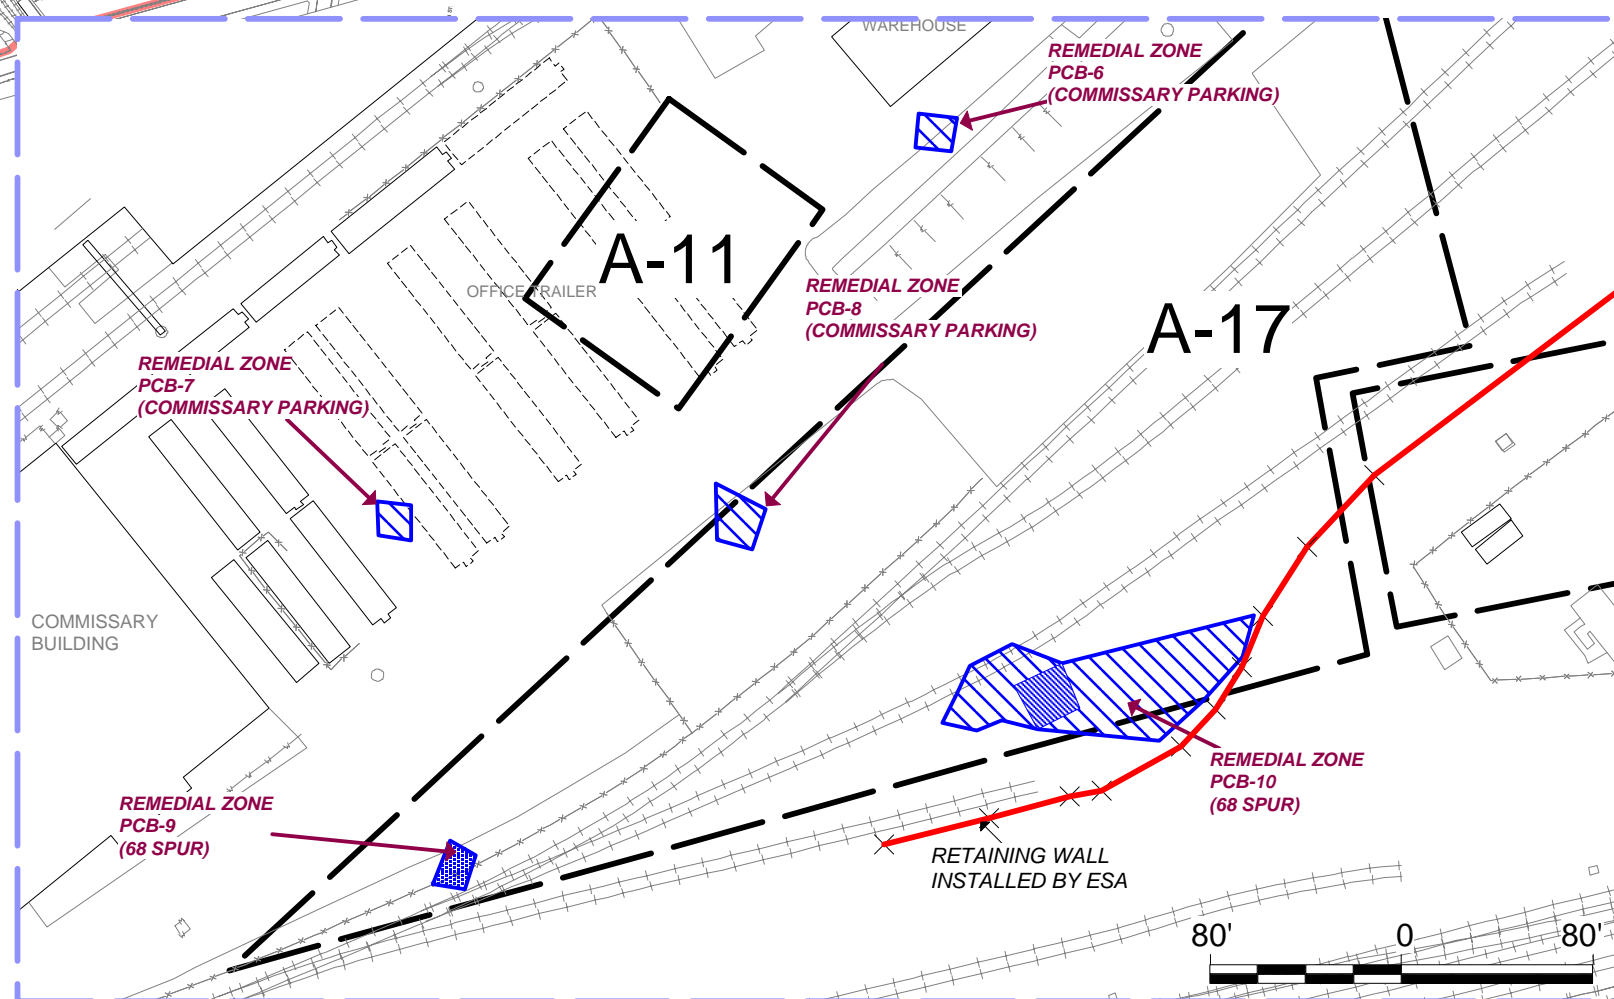 WAREHOUSE
REMEDIAL ZONE
PCB-6
(COMMISSARY PARKING)
A-11
OFFICE TRAILER
REMEDIAL ZONE
PCB-8
(COMMISSARY PARKING)
A-17
REMEDIAL ZONE
PCB-7
(COMMISSARY PARKING)
COMMISSARY
BUILDING
REMEDIAL ZONE
PCB-10
(68 SPUR)
REMEDIAL ZONE
PCB-9
(68 SPUR)
RETAINING WALL
INSTALLED BY ESA
80' 0 80'